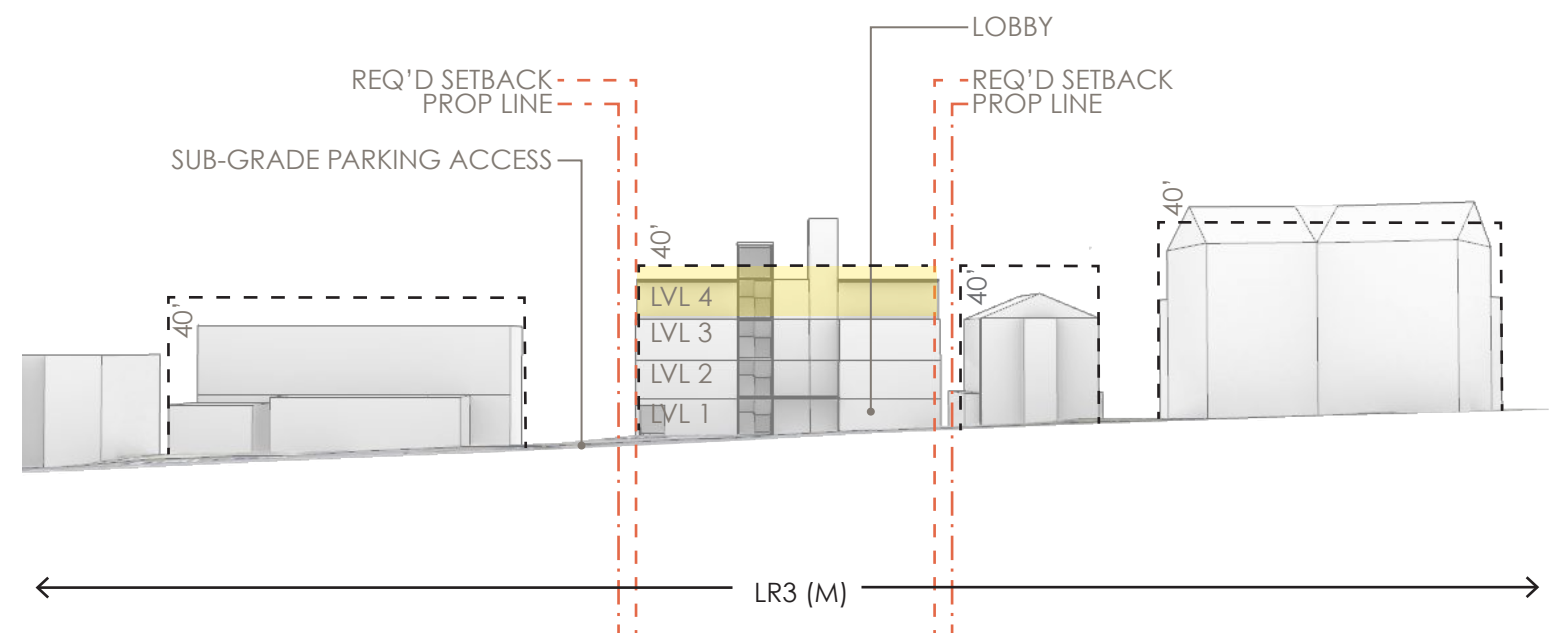 LOBBY
REQ’D SETBACK
PROP LINE
REQ’D SETBACK
PROP LINE
SUB-GRADE PARKING ACCESS
40’
40’
40’
40’
LVL 4
LVL 3
LVL 2
LVL 1
LR3 (M)